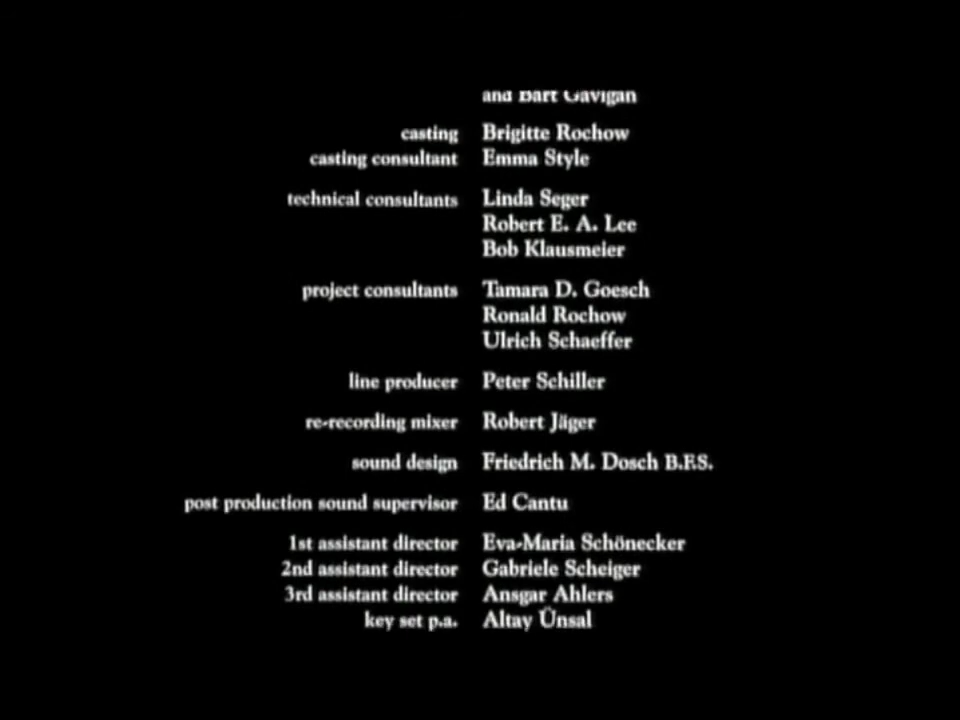 and Bart Gavigan
casting Brigitte Rochow
casting consultant Emma Style
technical consultants Linda Seger
Robert E. A. Lee
Bob Klausmeier
project consultants Tamara D. Goesch
Ronald Rochow
Ulrich Schaeffer
line producer Peter Schiller
re-recording mixer Robert Jäger
sound design Friedrich M. Dosch B.F.S.
post production sound supervisor Ed Cantu
1st assistant director Eva-Maria Schönecker
2nd assistant director Gabriele Scheiger
3rd assistant director Ansgar Ahlers
key set p.a. Altay Ünsal